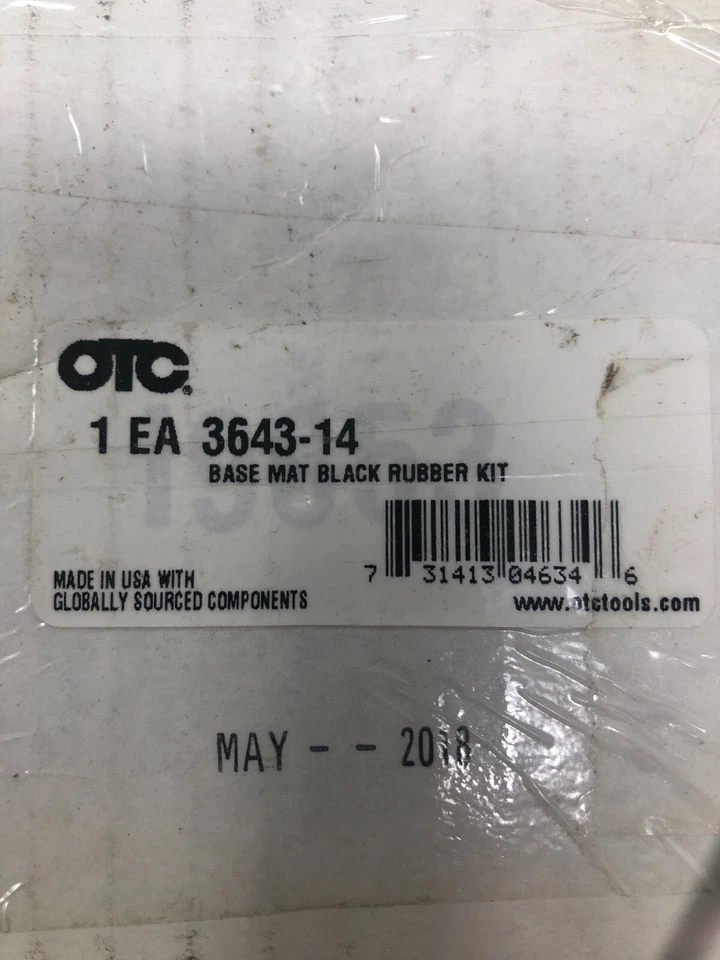 OTC®
1 EA 3643-14
BASE MAT BLACK RUBBER KIT
7 31413 04634 6
MADE IN USA WITH
GLOBALLY SOURCED COMPONENTS
www.otctools.com
MAY - - 2018